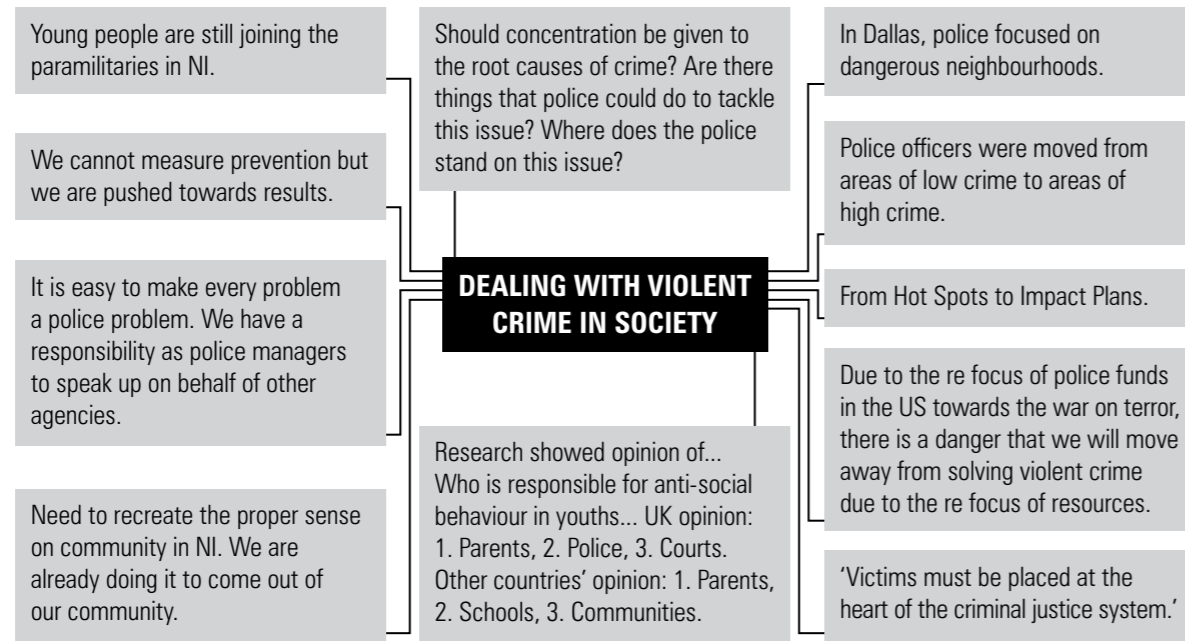 Young people are still joining the
paramilitaries in NI.
We cannot measure prevention but
we are pushed towards results.
It is easy to make every problem
a police problem. We have a
responsibility as police managers
to speak up on behalf of other
agencies.
Need to recreate the proper sense
on community in NI. We are
already doing it to come out of
our community.
Should concentration be given to
the root causes of crime? Are there
things that police could do to tackle
this issue? Where does the police
stand on this issue?
DEALING WITH VIOLENT
CRIME IN SOCIETY
Research showed opinion of...
Who is responsible for anti-social
behaviour in youths... UK opinion:
1. Parents, 2. Police, 3. Courts.
Other countries’ opinion: 1. Parents,
2. Schools, 3. Communities.
In Dallas, police focused on
dangerous neighbourhoods.
Police officers were moved from
areas of low crime to areas of
high crime.
From Hot Spots to Impact Plans.
Due to the re focus of police funds
in the US towards the war on terror,
there is a danger that we will move
away from solving violent crime
due to the re focus of resources.
‘Victims must be placed at the
heart of the criminal justice system.’